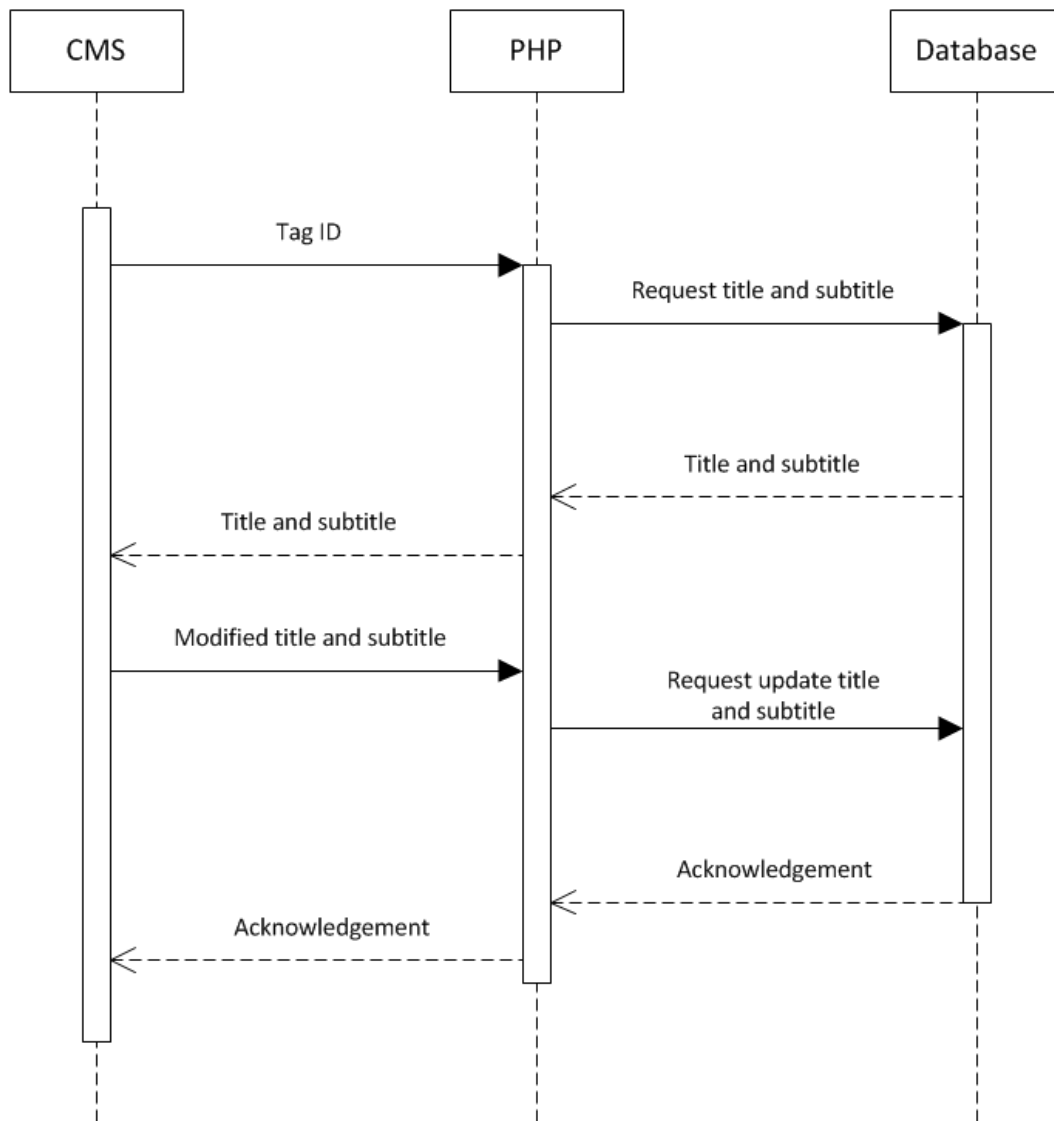 CMS
PHP
Database
Tag ID
Request title and subtitle
Title and subtitle
Title and subtitle
Modified title and subtitle
Request update title
and subtitle
Acknowledgement
Acknowledgement